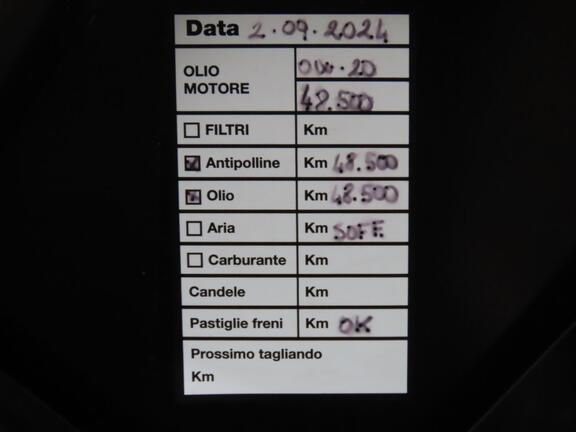 Data 2.09.2024
OLIO MOTORE 0W-20
48.500
FILTRI Km
Antipolline Km 48.500
Olio Km 48.500
Aria Km SOFF.
Carburante Km
Candele Km
Pastiglie freni Km OK
Prossimo tagliando
Km